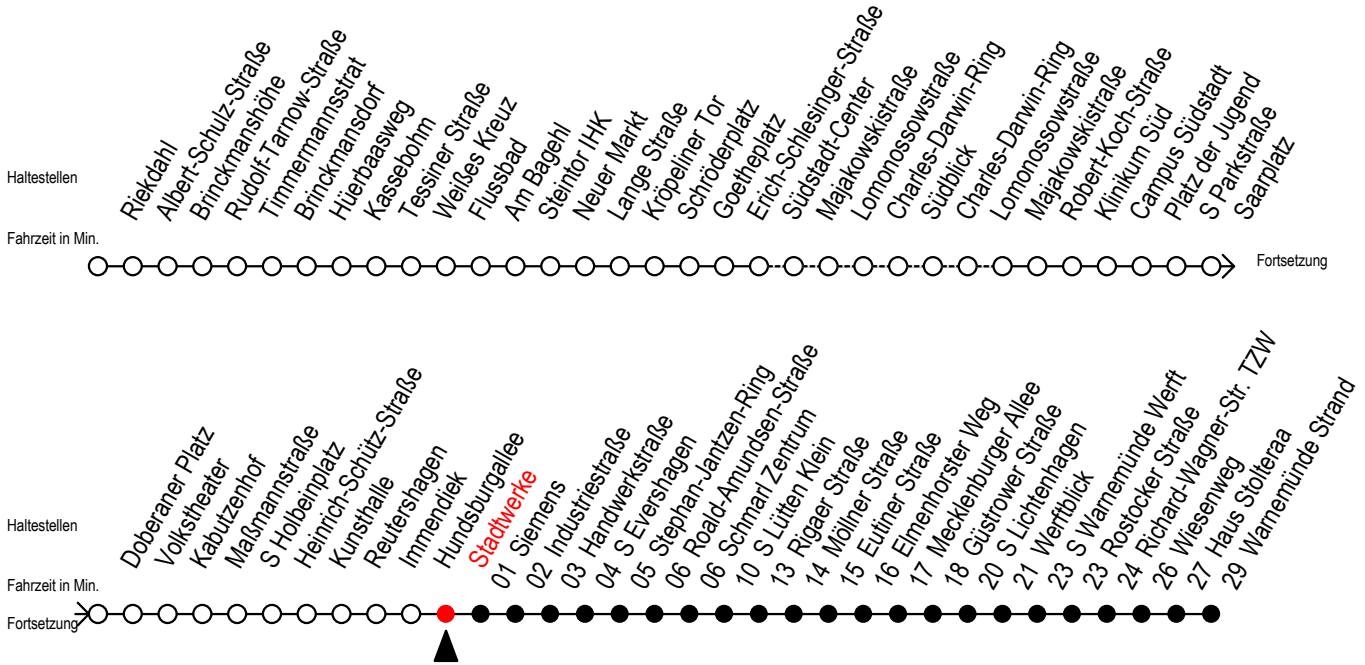 Haltestellen
Riekdahl
Albert-Schulz-Straße
Brinckmanshöhe
Rudolf-Tarnow-Straße
Timmermannsstrat
Brinckmansdorf
Hüerbaasweg
Kassebohm
Tessiner Straße
Weißes Kreuz
Flussbad
Am Bagehl
Steintor IHK
Neuer Markt
Lange Straße
Kröpeliner Tor
Schröderplatz
Goetheplatz
Erich-Schlesinger-Straße
Südstadt-Center
Majakowskistraße
Lomonossowstraße
Charles-Darwin-Ring
Südblick
Charles-Darwin-Ring
Lomonossowstraße
Majakowskistraße
Robert-Koch-Straße
Klinikum Süd
Campus Südstadt
Platz der Jugend
S Parkstraße
Saarplatz
Fahrzeit in Min.
Fortsetzung
Haltestellen
Doberaner Platz
Volkstheater
Kabutzenhof
Maßmannstraße
S Holbeinplatz
Heinrich-Schütz-Straße
Kunsthalle
Reutershagen
Immendiek
Hundsburgallee
Stadtwerke
01 Siemens
02 Industriestraße
03 Handwerkstraße
04 S Evershagen
05 Stephan-Jantzen-Ring
06 Roald-Amundsen-Straße
06 Schmarl Zentrum
10 S Lütten Klein
13 Rigaer Straße
14 Möllner Straße
15 Eutiner Straße
16 Elmenhorster Weg
17 Mecklenburger Allee
18 Güstrower Straße
20 S Lichtenhagen
21 Werftblick
23 S Warnemünde Werft
23 Rostocker Straße
24 Richard-Wagner-Str. TZW
26 Wiesenweg
27 Haus Stolteraa
29 Warnemünde Strand
Fahrzeit in Min.
Fortsetzung